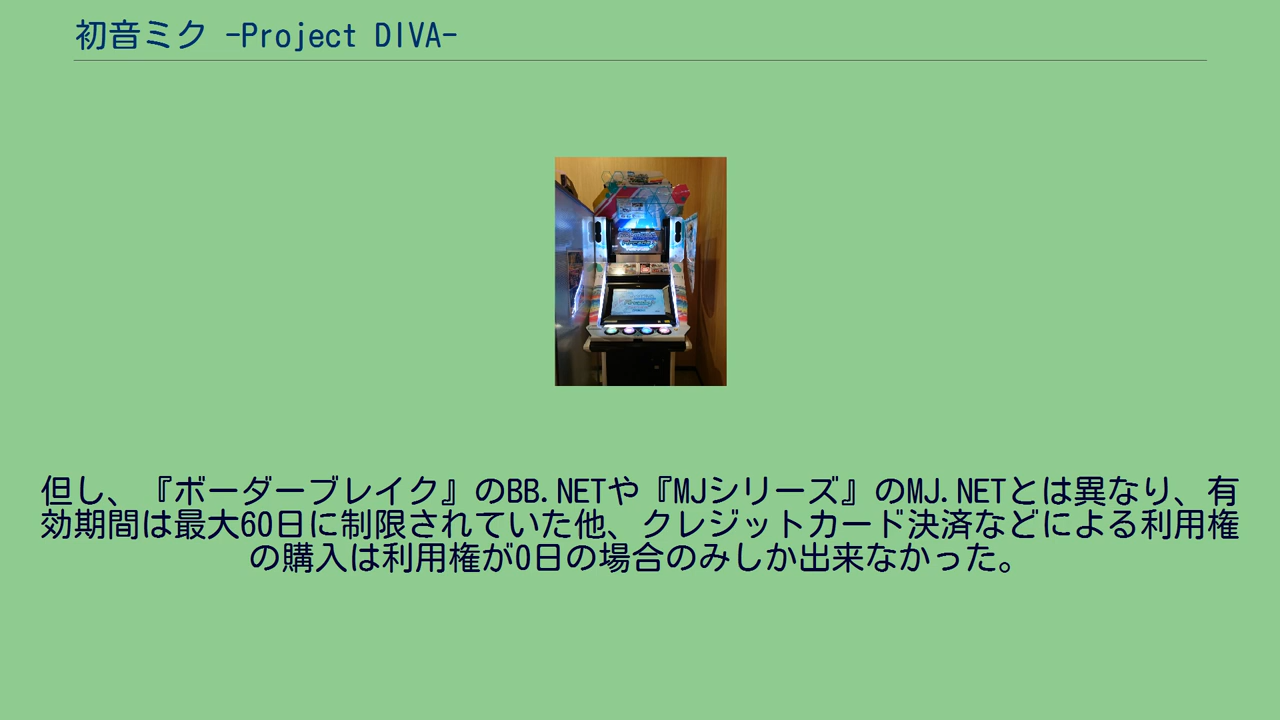 初音ミク -Project DIVA-
但し、『ボーダーブレイク』のBB.NETや『MJシリーズ』のMJ.NETとは異なり、有
効期間は最大60日に制限されていた他、クレジットカード決済などによる利用権
の購入は利用権が0日の場合のみしか出来なかった。